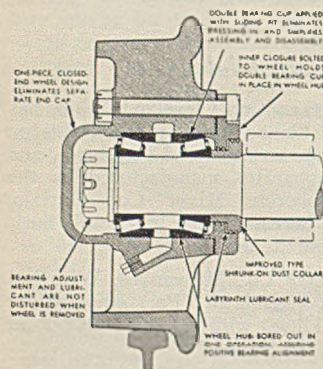 DOUBLE BEARING CUP APPLIED
WITH SLIDING FIT ELIMINATES
PRESSING IN AND SIMPLIFIES
ASSEMBLY AND DISASSEMBLY
ONE-PIECE, CLOSED-
END WHEEL DESIGN
ELIMINATES SEPA-
RATE END CAP
INNER CLOSURE BOLTED
TO WHEEL HOLDS
DOUBLE BEARING CUP
IN PLACE IN WHEEL HUB
BEARING ADJUST-
MENT AND LUBRI-
CANT ARE NOT
DISTURBED WHEN
WHEEL IS REMOVED
IMPROVED TYPE
SHRUNK-ON DUST COLLAR
LABYRINTH LUBRICANT SEAL
WHEEL HUB BORED OUT IN
ONE OPERATION, ASSURING
POSITIVE BEARING ALIGNMENT